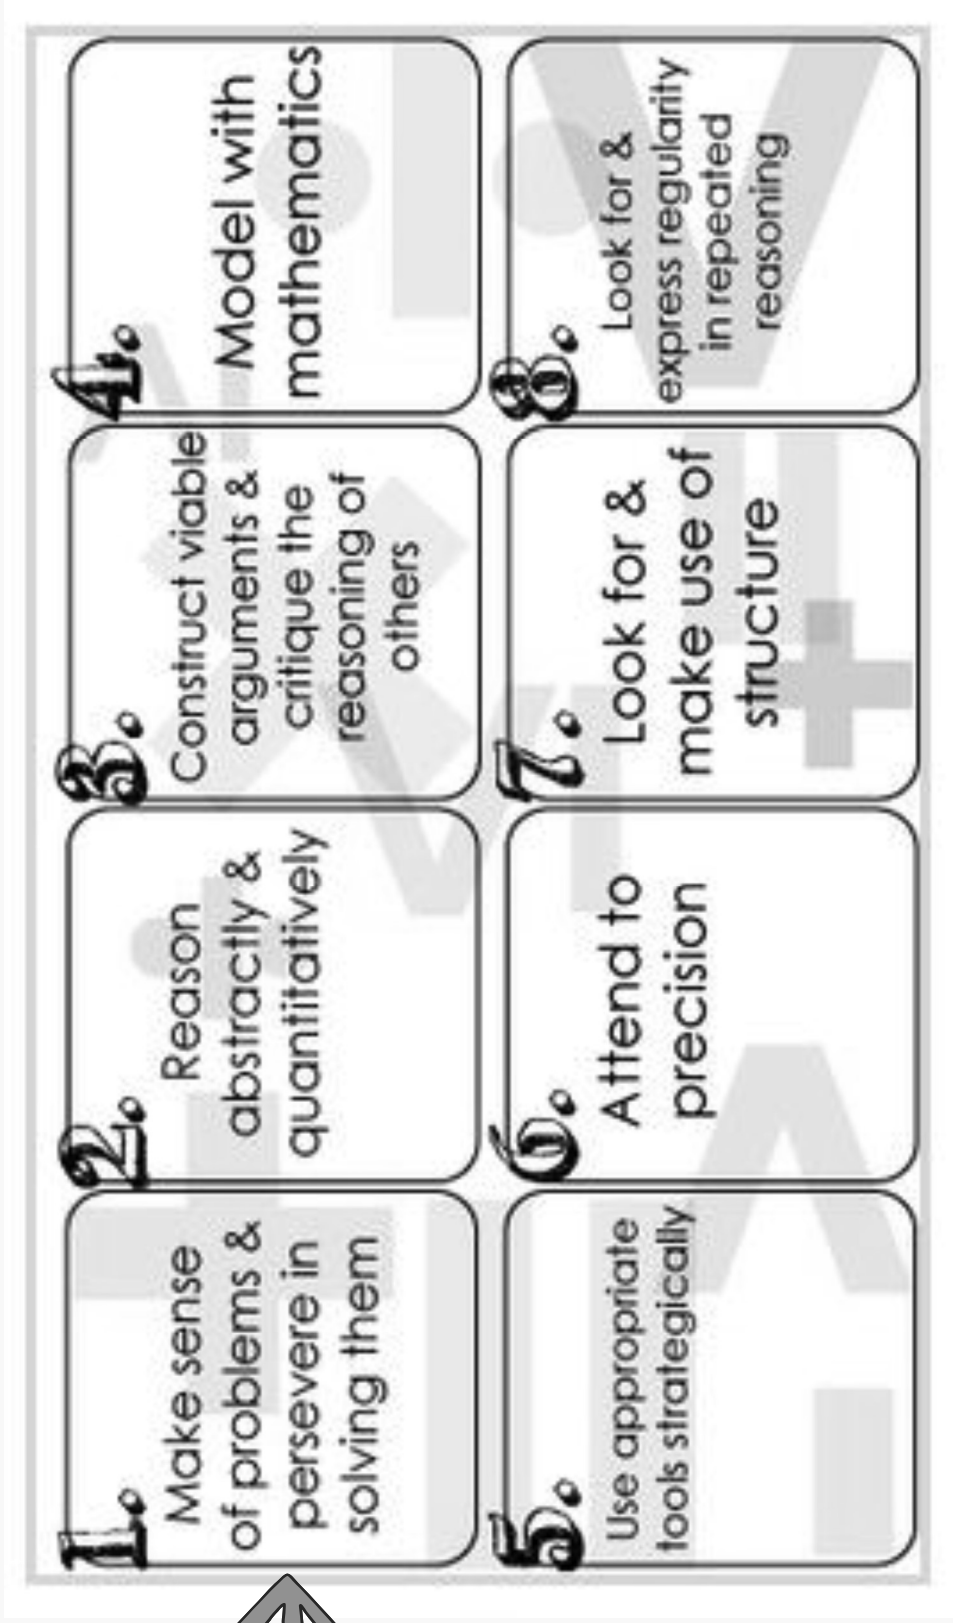 1.
Make sense
of problems &
persevere in
solving them
2.
Reason
abstractly &
quantitatively
3.
Construct viable
arguments &
critique the
reasoning of
others
4.
Model with
mathematics
5.
Use appropriate
tools strategically
6.
Attend to
precision
7.
Look for &
make use of
structure
8.
Look for &
express regularity
in repeated
reasoning